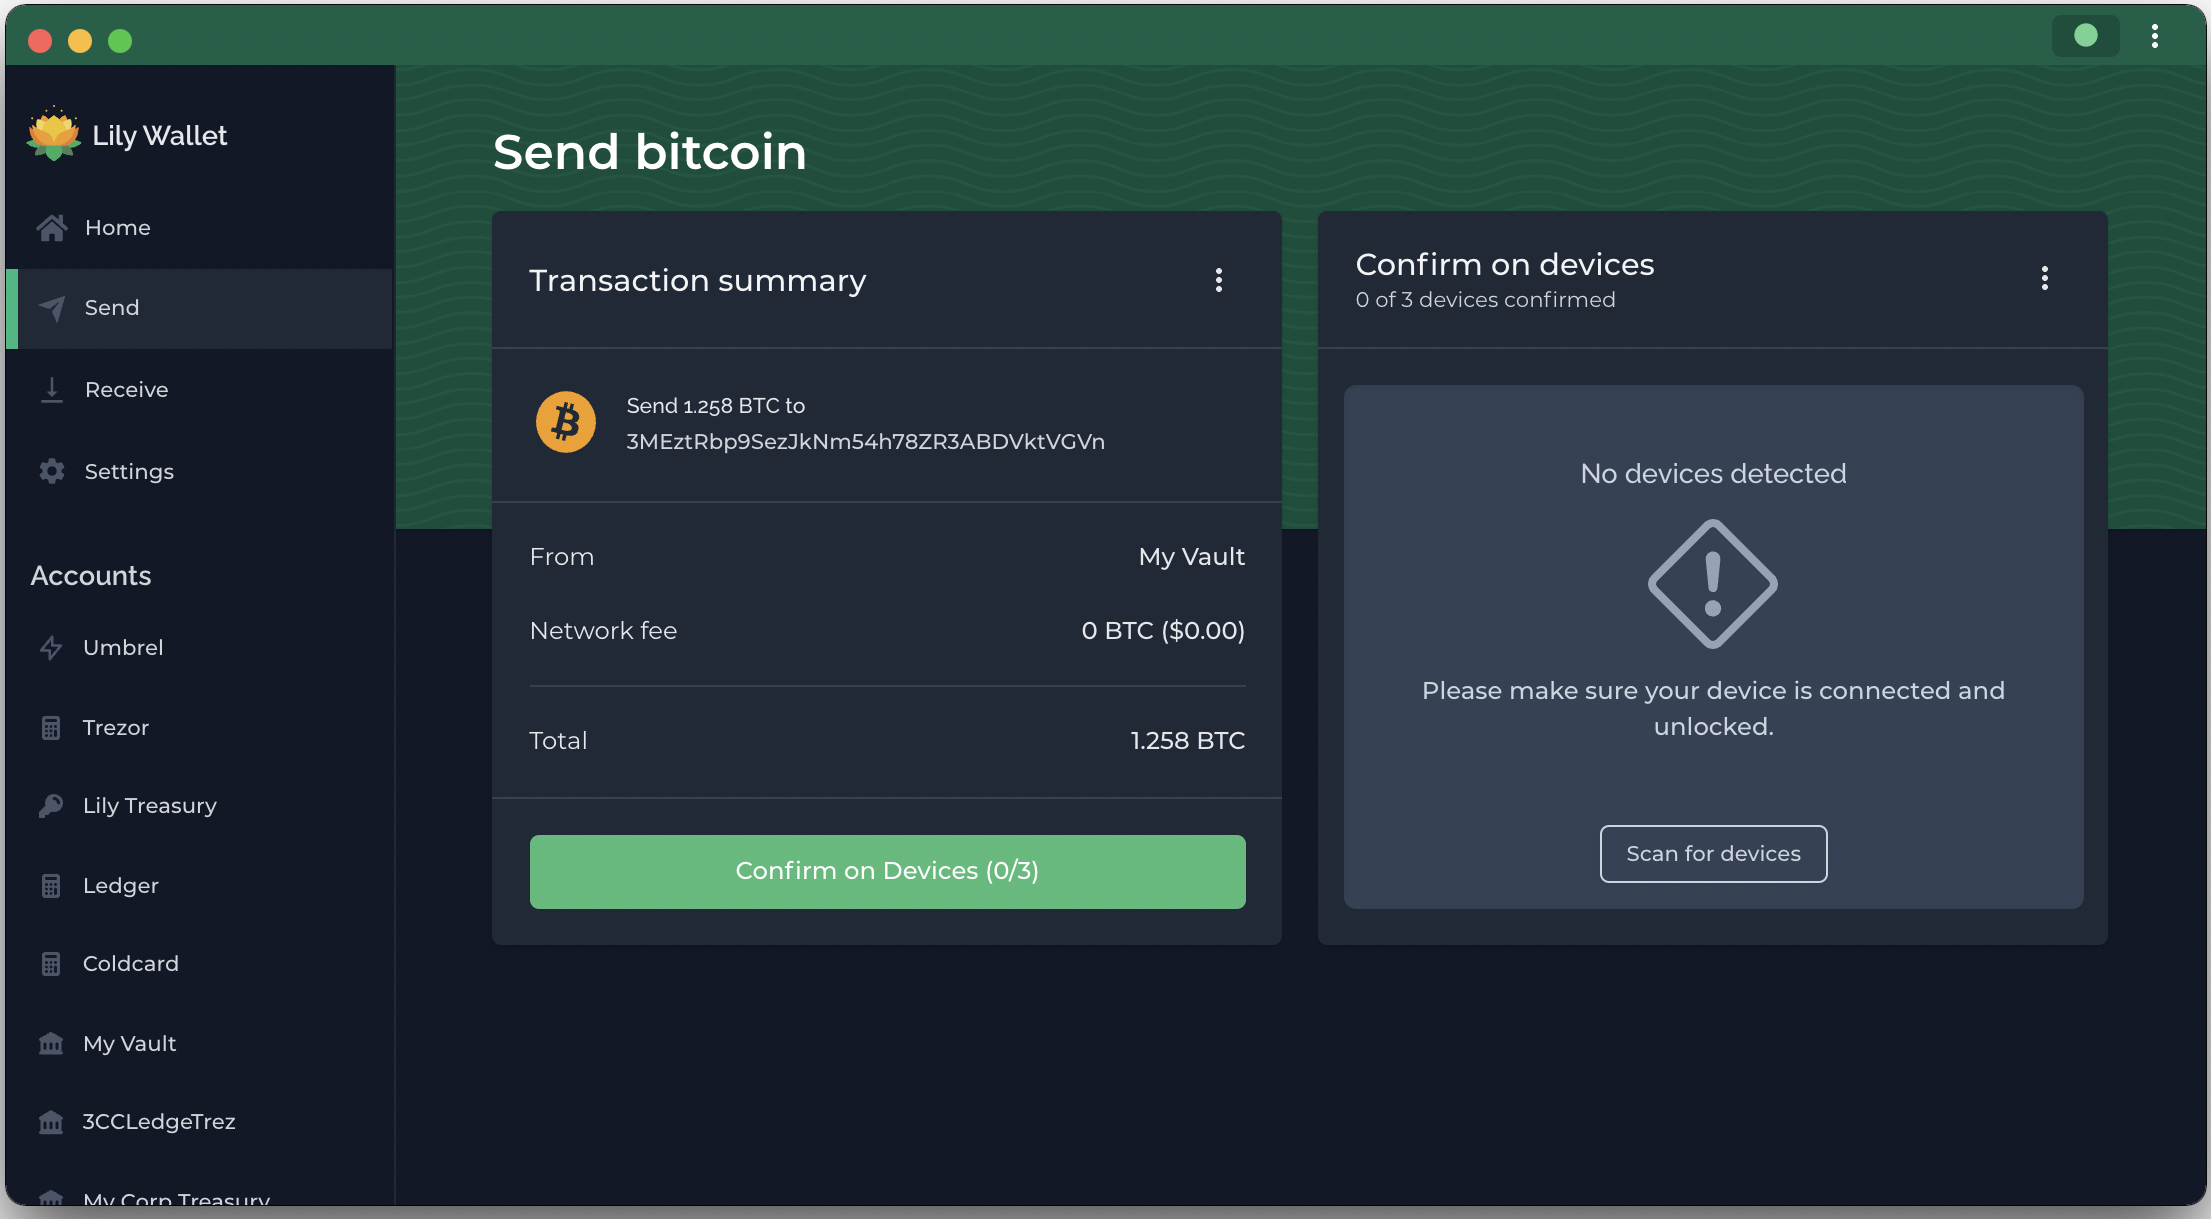 Lily Wallet
Home
Send
Receive
Settings
Accounts
Umbrel
Trezor
Lily Treasury
Ledger
Coldcard
My Vault
3CCLedgeTrez
My Corp Treasury
Send bitcoin
Transaction summary
Send 1.258 BTC to
3MEztRbp9SezJkNm54h78ZR3ABDVktVGVn
From
My Vault
Network fee
0 BTC ($0.00)
Total
1.258 BTC
Confirm on Devices (0/3)
Confirm on devices
0 of 3 devices confirmed
No devices detected
Please make sure your device is connected and
unlocked.
Scan for devices